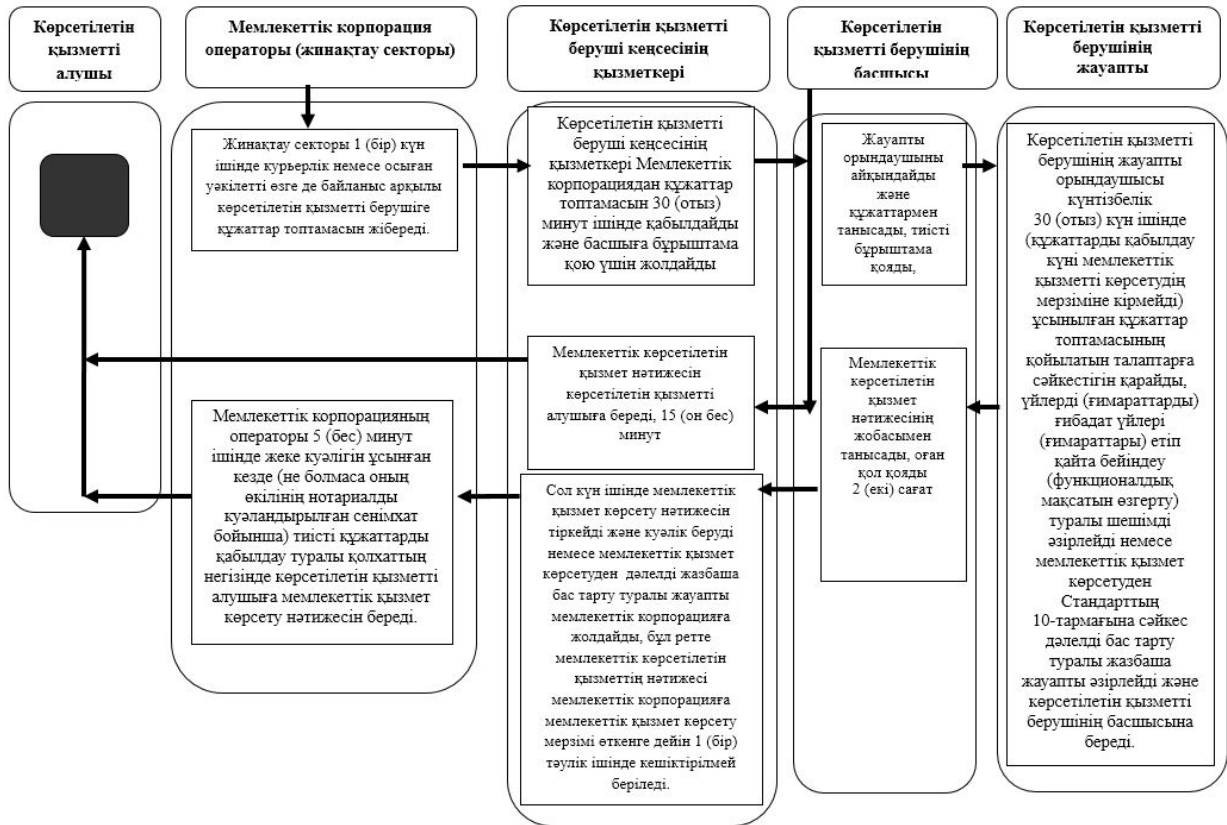 Көрсетілетін
қызметті
алушы
Мемлекеттік корпорация
операторы (жинақтау секторы)
Көрсетілетін қызметті
беруші кеңсесінің
қызметкері
Көрсетілетін
қызметті берушінің
басшысы
Көрсетілетін қызметті
берушінің
жауапты
Жинақтау секторы 1 (бір) күн
ішінде курьерлік немесе осыған
уәкілетті өзге де байланыс арқылы
көрсетілетін қызметті берушіге
құжаттар топтамасын жібереді.
Көрсетілетін қызметті
беруші кеңсесінің
қызметкері Мемлекеттік
корпорациядан құжаттар
топтамасын 30 (отыз)
минут ішінде қабылдайды
және басшыға бұрыштама
қою үшін жолдайды
Жауапты
орындаушыны
айқындайды
және
құжаттармен
танысады, тиісті
бұрыштама
қояды,
Көрсетілетін қызметті
берушінің жауапты
орындаушысы
күнтізбелік
30 (отыз) күн ішінде
(құжаттарды қабылдау
күні мемлекеттік
қызметті көрсетудің
мерзіміне кірмейді)
ұсынылған құжаттар
топтамасының
қойылатын талаптарға
сәйкестігін қарайды,
үйлерді (ғимараттарды)
ғибадат үйлері
(ғимараттары) етіп
қайта бейіндеу
(функционалдық
мақсатын өзгерту)
туралы шешімді
әзірлейді немесе
мемлекеттік қызмет
көрсетуден
Стандарттың
10-тармағына сәйкес
дәлелді бас тарту
туралы жазбаша
жауапты әзірлейді және
көрсетілетін қызметті
берушінің басшысына
береді.
Мемлекеттік
көрсетілетін
қызмет
нәтижесінің
жобасымен
танысады, оған
қол қояды
2 (екі) сағат
Мемлекеттік көрсетілетін
қызмет нәтижесін
көрсетілетін қызметті
алушыға береді, 15 (он бес)
минут
Сол күн ішінде мемлекеттік
қызмет көрсету нәтижесін
тіркейді және куәлік беруді
немесе мемлекеттік қызмет
көрсетуден дәлелді жазбаша
бас тарту туралы жауапты
мемлекеттік корпорацияға
жолдайды, бұл ретте
мемлекеттік көрсетілетін
қызметтің нәтижесі
мемлекеттік корпорацияға
мемлекеттік қызмет көрсету
мерзімі өткенге дейін 1 (бір)
тәулік ішінде кешіктірілмей
беріледі.
Мемлекеттік корпорацияның
операторы 5 (бес) минут
ішінде жеке куәлігін ұсынған
кезде (не болмаса оның
өкілінің нотариалды
куәландырылған сенімхат
бойынша) тиісті құжаттарды
қабылдау туралы қолхаттың
негізінде көрсетілетін қызметті
алушыға мемлекеттік қызмет
көрсету нәтижесін береді.